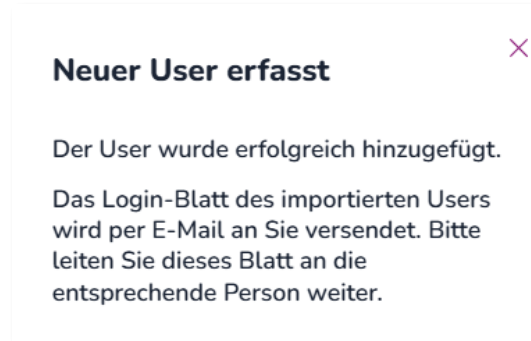 Neuer User erfasst
Der User wurde erfolgreich hinzugefügt.
Das Login-Blatt des importierten Users
wird per E-Mail an Sie versendet. Bitte
leiten Sie dieses Blatt an die
entsprechende Person weiter.